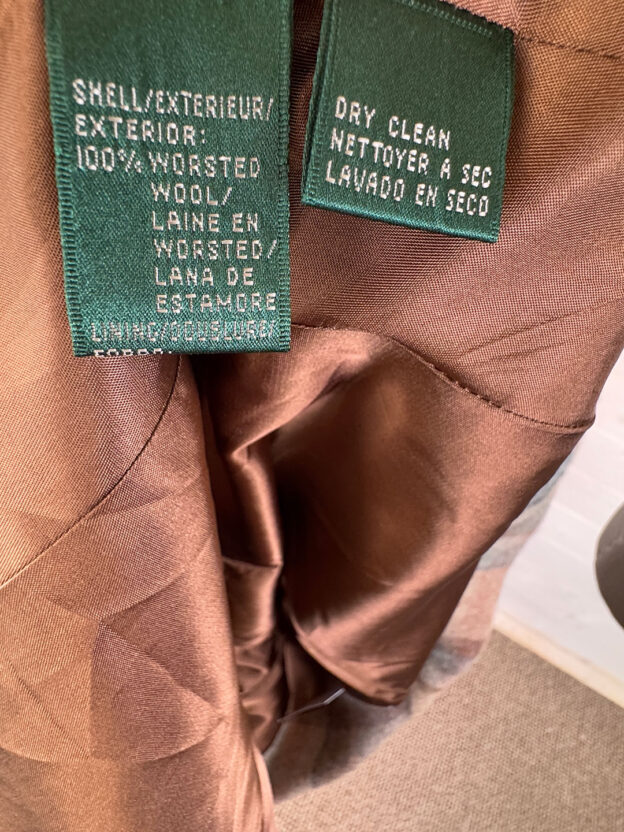 SHELL/EXTERIEUR/
EXTERIOR:
100% WORSTED
WOOL/
LAINE EN
WORSTED/
LANA DE
ESTAMORE
LINING/DOUBLURE/
DRY CLEAN
NETTOYER A SEC
LAVADO EN SECO